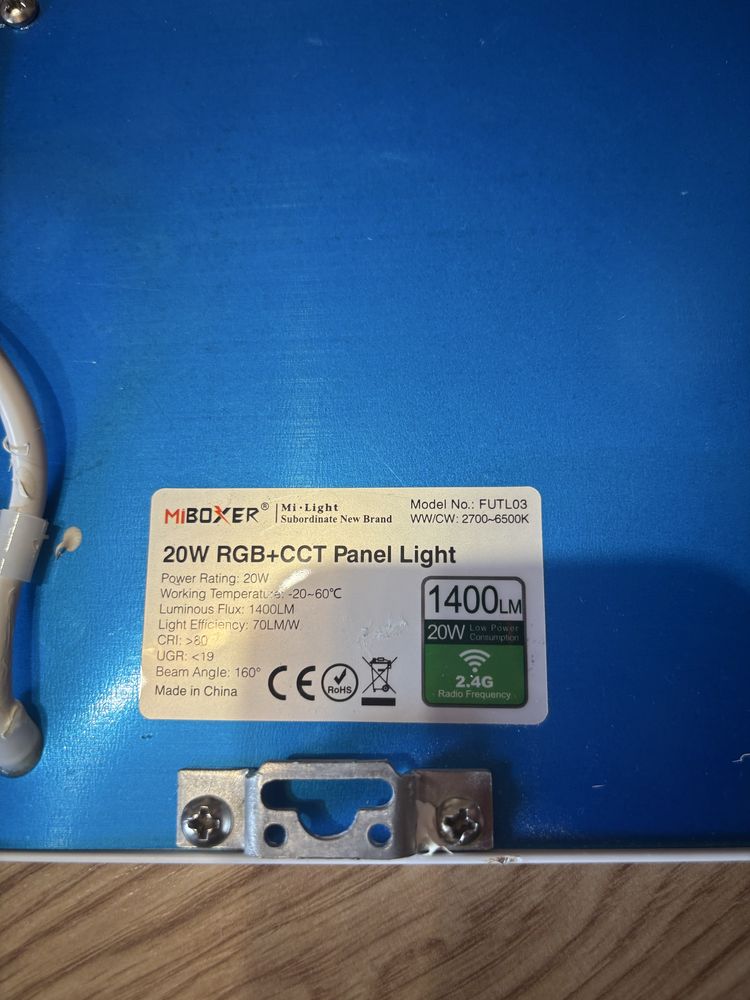 MiBOXER®
Mi·Light
Subordinate New Brand
Model No.: FUTL03
WW/CW: 2700~6500K
20W RGB+CCT Panel Light
Power Rating: 20W
Working Temperature: -20~60℃
Luminous Flux: 1400LM
Light Efficiency: 70LM/W
CRI: >80
UGR: <19
Beam Angle: 160°
Made in China
CE
RoHS
1400LM
20W Low Power Consumption
2.4G
Radio Frequency